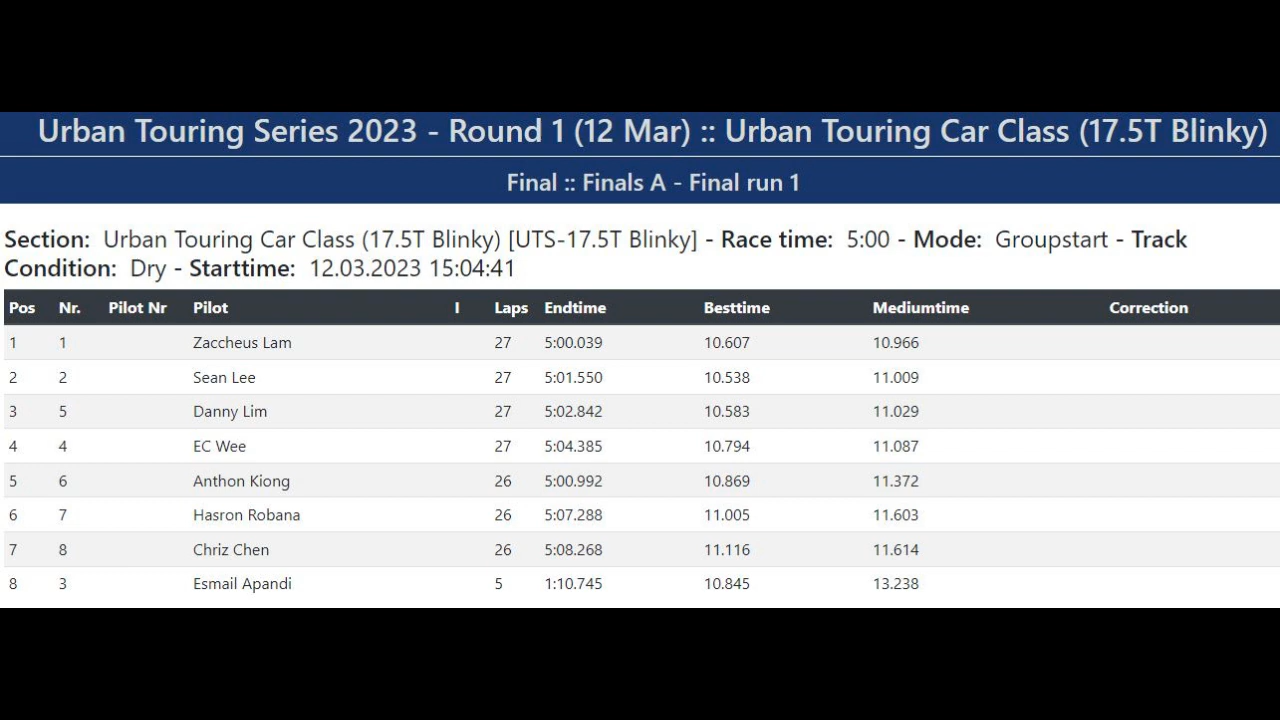 Urban Touring Series 2023 - Round 1 (12 Mar) :: Urban Touring Car Class (17.5T Blinky)
Final :: Finals A - Final run 1
Section: Urban Touring Car Class (17.5T Blinky) [UTS-17.5T Blinky] - Race time: 5:00 - Mode: Groupstart - Track
Condition: Dry - Starttime: 12.03.2023 15:04:41
Pos Nr. Pilot Nr Pilot I Laps Endtime Besttime Mediumtime Correction
1 1 Zaccheus Lam 27 5:00.039 10.607 10.966
2 2 Sean Lee 27 5:01.550 10.538 11.009
3 5 Danny Lim 27 5:02.842 10.583 11.029
4 4 EC Wee 27 5:04.385 10.794 11.087
5 6 Anthon Kiong 26 5:00.992 10.869 11.372
6 7 Hasron Robana 26 5:07.288 11.005 11.603
7 8 Chriz Chen 26 5:08.268 11.116 11.614
8 3 Esmail Apandi 5 1:10.745 10.845 13.238